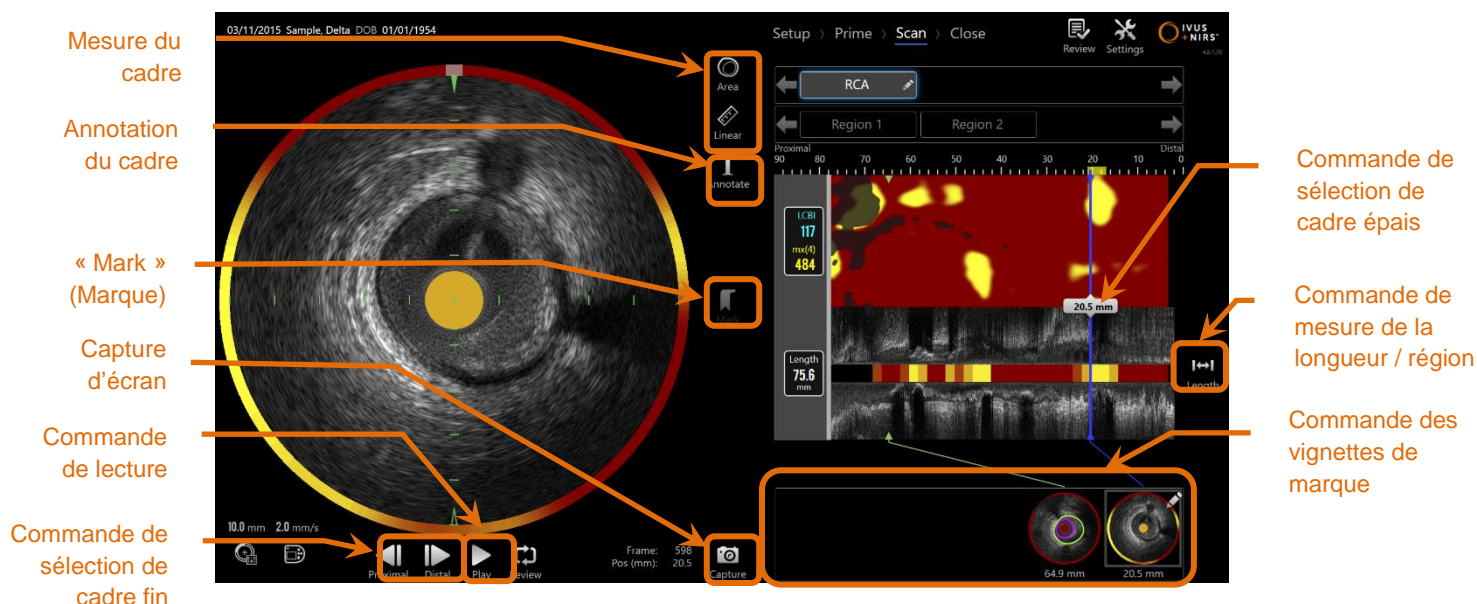 Mesure du
cadre
Annotation
du cadre
« Mark »
(Marque)
Capture
d’écran
Commande
de lecture
Commande de
sélection de
cadre fin
03/11/2015 Sample, Delta DOB 01/01/1954
Area
Linear
Annotate
Mark
10.0 mm 2.0 mm/s
Proximal
Distal
Play
Review
Frame: 598
Pos (mm): 20.5
Capture
Setup > Prime > Scan > Close
Review
Settings
IVUS
+NIRS
RCA
Region 1
Region 2
Proximal
Distal
90 80 70 60 50 40 30 20 10 0
LCBI
117
mx(4)
484
20.5 mm
Length
75.6
mm
Length
64.9 mm
20.5 mm
Commande de
sélection de
cadre épais
Commande de
mesure de la
longueur / région
Commande des
vignettes de
marque